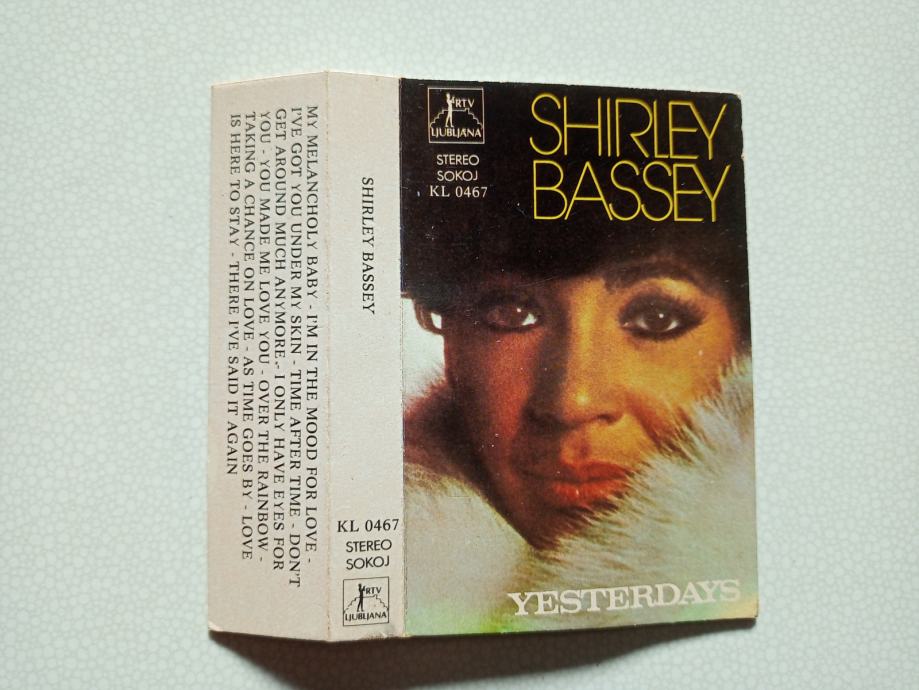 RTV
LJUBLJANA
STEREO
SOKOJ
KL 0467
SHIRLEY
BASSEY
YESTERDAYS
SHIRLEY BASSEY
KL 0467
STEREO
SOKOJ
RTV
LJUBLJANA
MY MELANCHOLY BABY - I'M IN THE MOOD FOR LOVE -
I'VE GOT YOU UNDER MY SKIN - TIME AFTER TIME - DON'T
GET AROUND MUCH ANYMORE.- I ONLY HAVE EYES FOR
YOU - YOU MADE ME LOVE YOU - OVER THE RAINBOW -
TAKING A CHANCE ON LOVE - AS TIME GOES BY - LOVE
IS HERE TO STAY - THERE I'VE SAID IT AGAIN